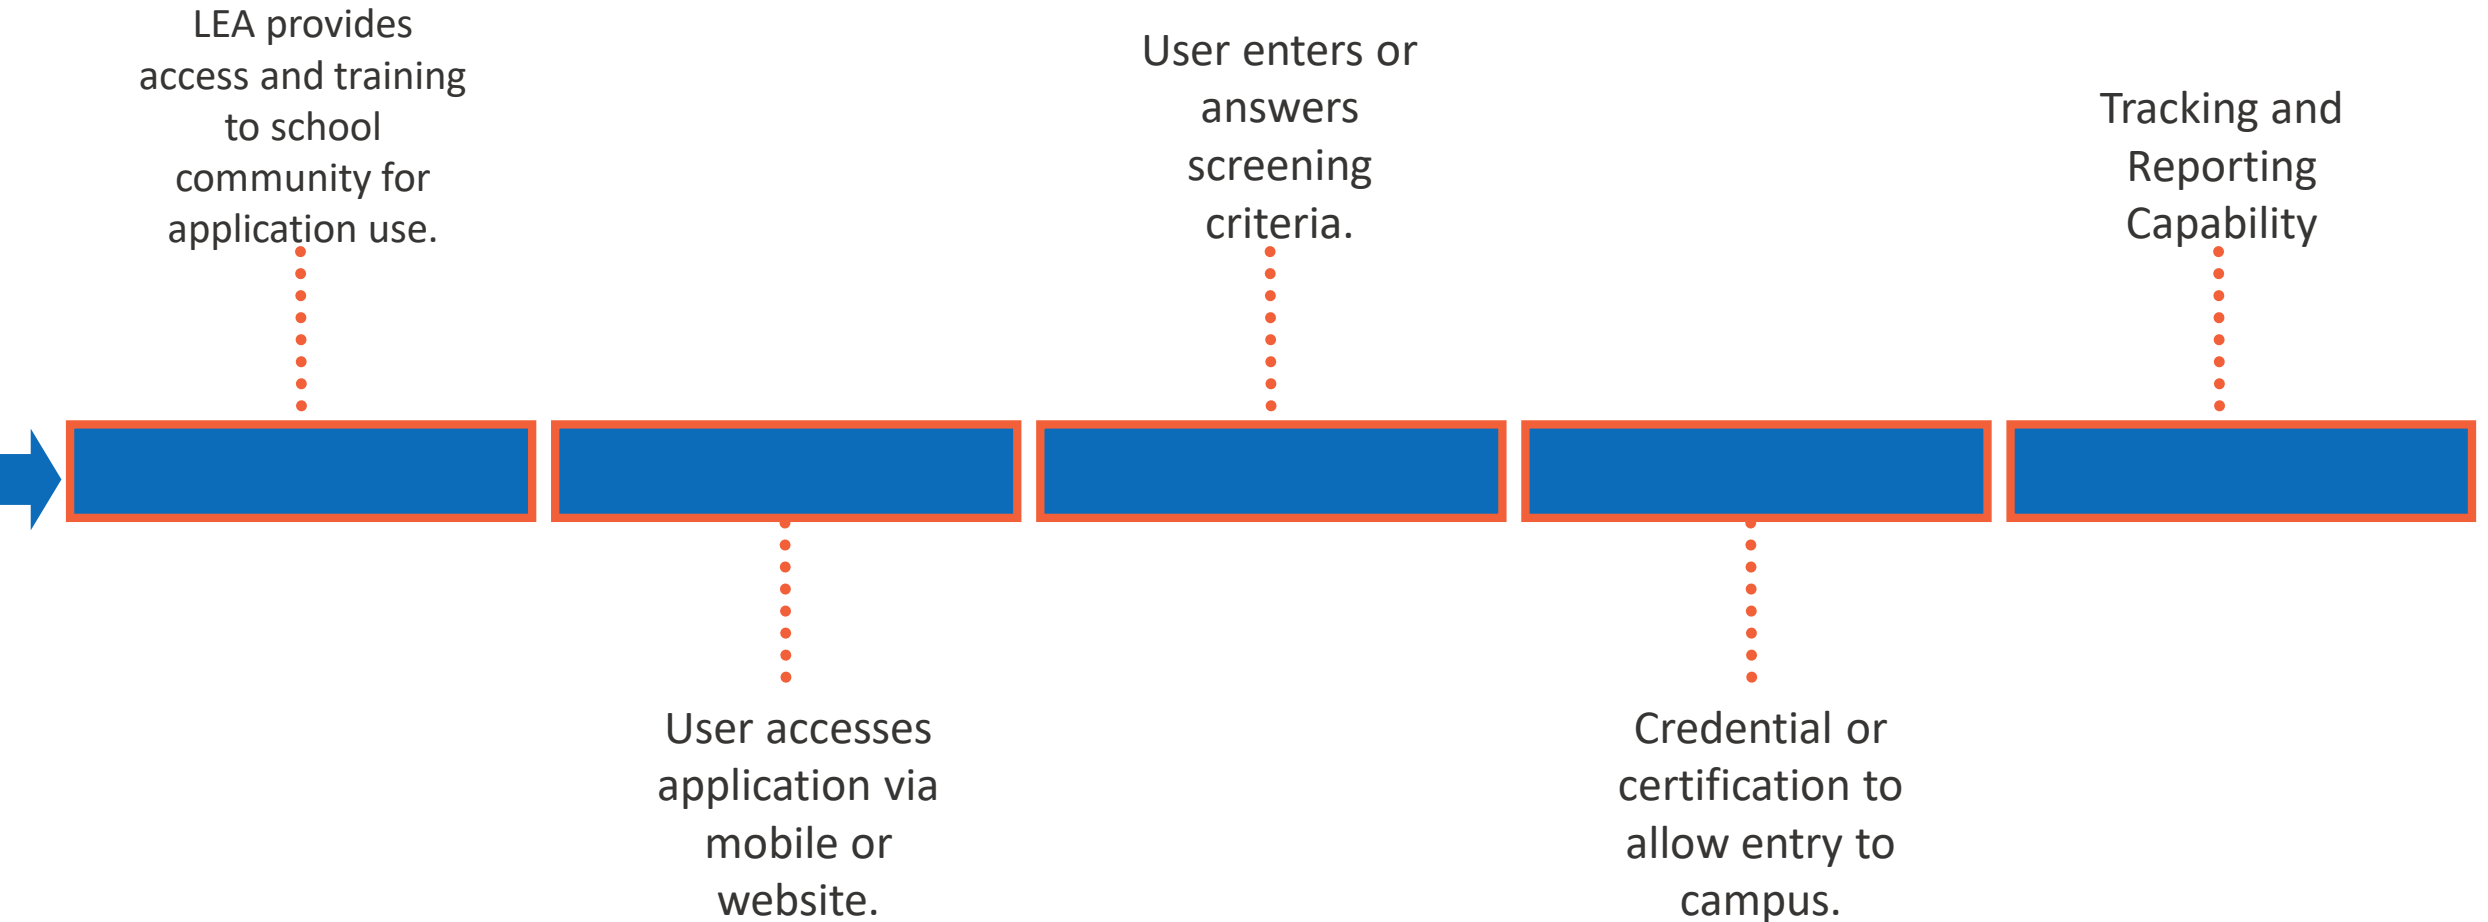 LEA provides
access and training
to school
community for
application use.
User accesses
application via
mobile or
website.
User enters or
answers
screening
criteria.
Credential or
certification to
allow entry to
campus.
Tracking and
Reporting
Capability